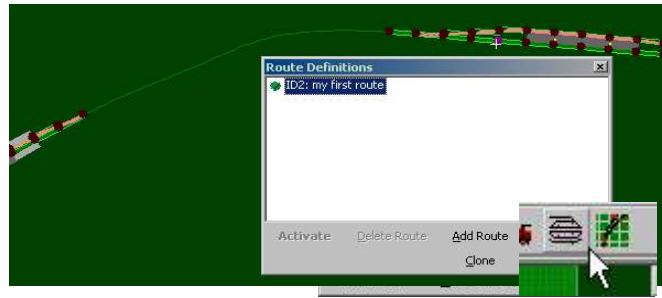 Route Definitions
ID2: my first route
Activate Delete Route Add Route
Clone